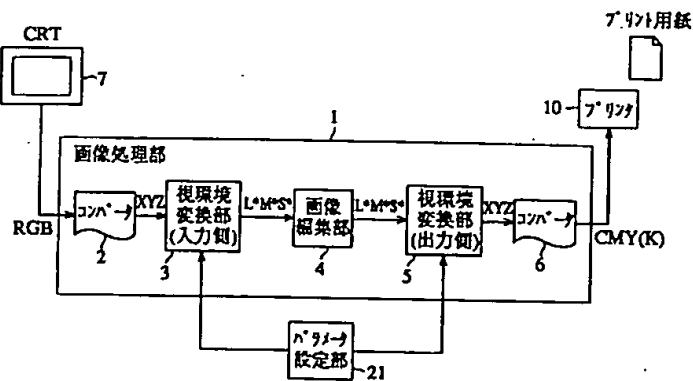 CRT
7
プリント用紙
10
プリンタ
1
画像処理部
RGB
コンバータ
2
XYZ
視環境
変換部
(入力側)
3
L*M*S*
画像
編集部
4
L*M*S*
視環境
変換部
(出力側)
5
XYZ
コンバータ
6
CMY(K)
パラメータ
設定部
21